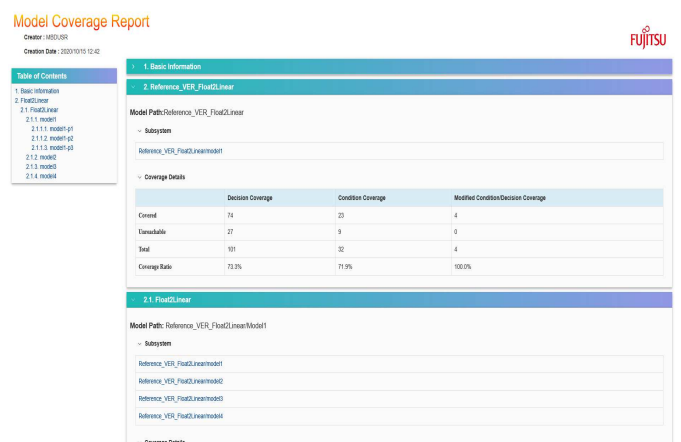 Model Coverage Report
Creator : MBDUSR
Creation Date : 2020/10/15 12:42
FUJITSU
Table of Contents
1. Basic Information
2. Float2Linear
2.1. Float2Linear
2.1.1. model1
2.1.1.1. model1-p1
2.1.1.2. model1-p2
2.1.1.3. model1-p3
2.1.2. model2
2.1.3. model3
2.1.4. model4
1. Basic Information
2. Reference_VER_Float2Linear
Model Path:Reference_VER_Float2Linear
Subsystem
Reference_VER_Float2Linear/model1
Coverage Details
Decision Coverage Condition Coverage Modified Condition/Decision Coverage
Covered 74 23 4
Unreachable 27 9 0
Total 101 32 4
Coverage Ratio 73.3% 71.9% 100.0%
2.1. Float2Linear
Model Path: Reference_VER_Float2Linear/Model1
Subsystem
Reference_VER_Float2Linear/model1
Reference_VER_Float2Linear/model2
Reference_VER_Float2Linear/model3
Reference_VER_Float2Linear/model4
Coverage Details